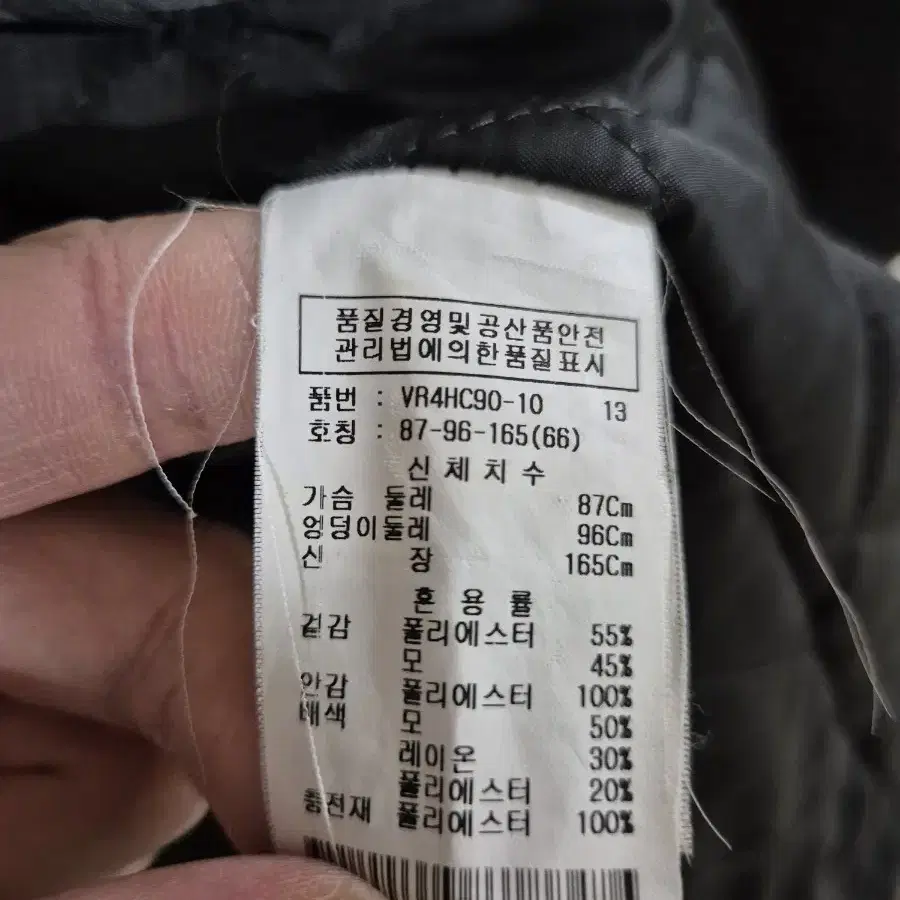 품질경영및공산품안전
관리법에의한품질표시
품번 : VR4HC90-10 13
호칭 : 87-96-165(66)
신체치수
가슴 둘레 87Cm
엉덩이둘레 96Cm
신 장 165Cm
혼용률
겉감 폴리에스터 55%
모 45%
안감 폴리에스터 100%
배색 모 50%
레이온 30%
폴리에스터 20%
충전재 폴리에스터 100%